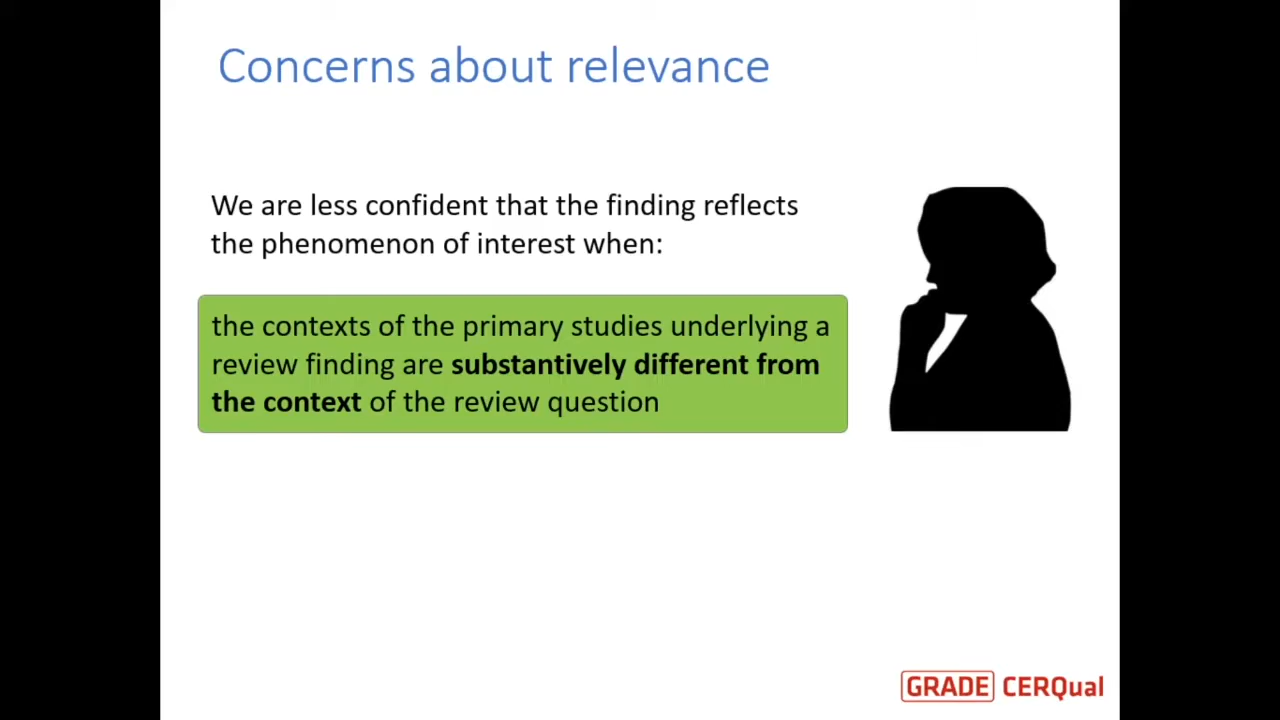 Concerns about relevance
We are less confident that the finding reflects
the phenomenon of interest when:
the contexts of the primary studies underlying a
review finding are substantively different from
the context of the review question
GRADE CERQual